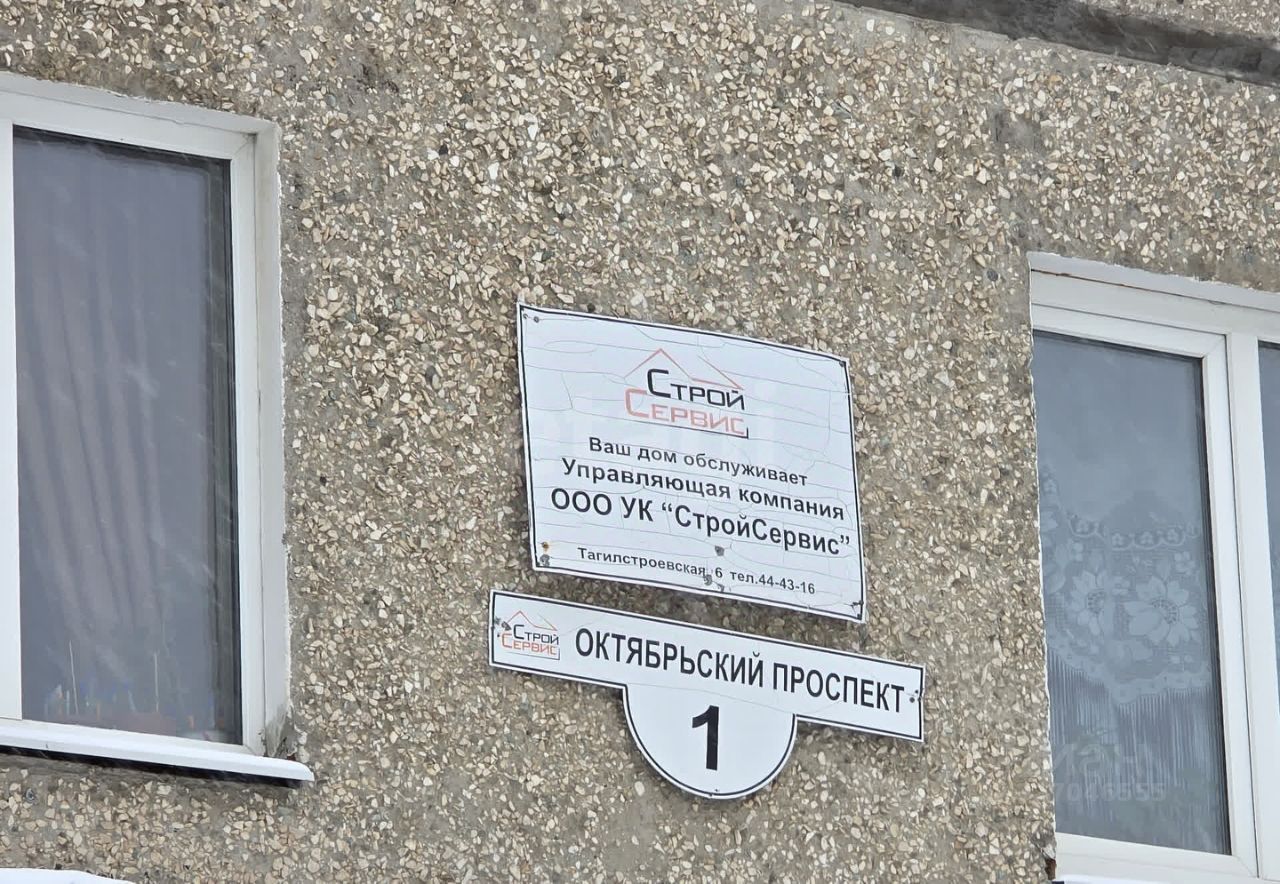 Строй
Сервис
Ваш дом обслуживает
Управляющая компания
ООО УК “СтройСервис”
Тагилстроевская, 6 тел.44-43-16
Строй
Сервис
ОКТЯБРЬСКИЙ ПРОСПЕКТ
1